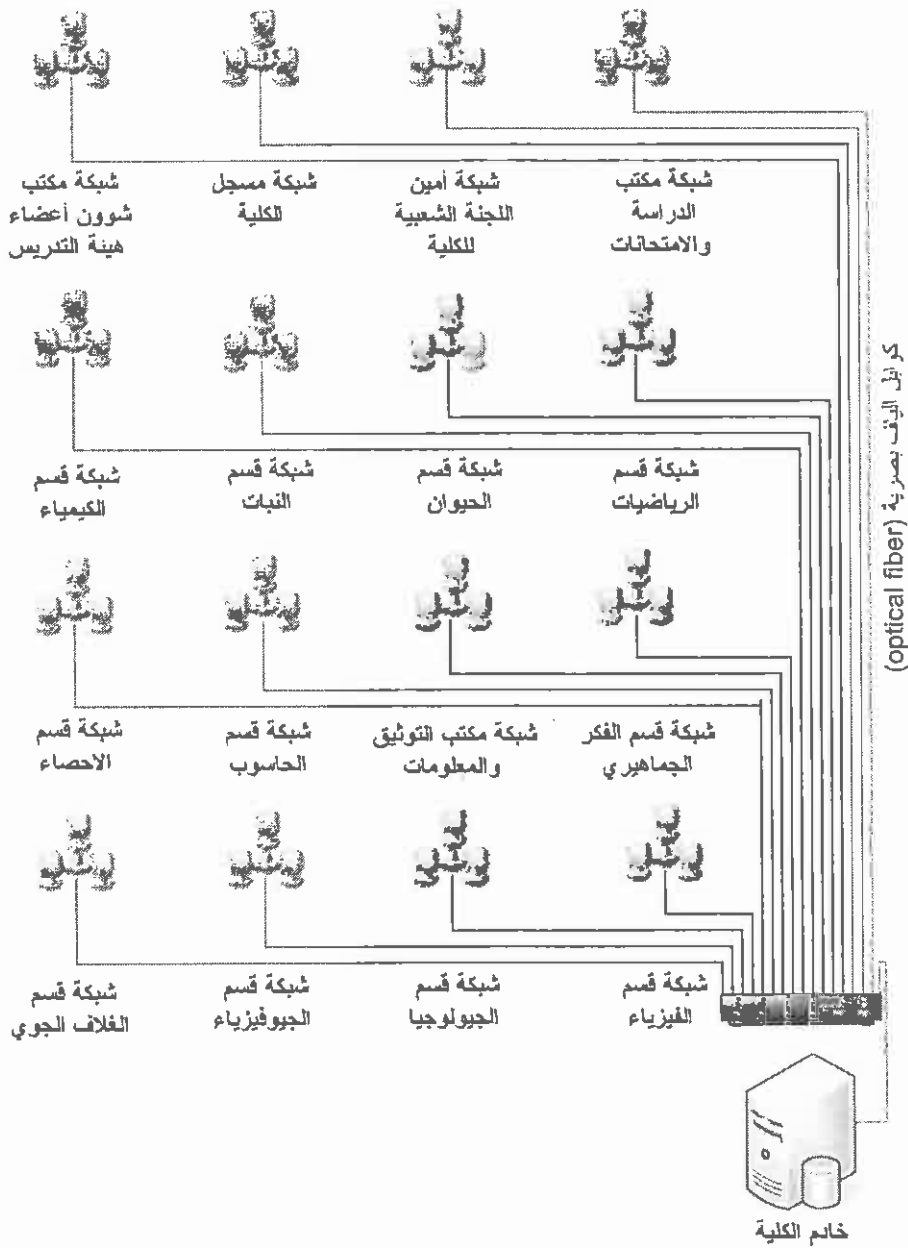 شبكة مكتب
الدراسة
والامتحانات
شبكة أمين
اللجنة الشعبية
للكلية
شبكة مسجل
الكلية
شبكة مكتب
شوون أعضاء
هيئة التدريس
شبكة قسم
الرياضيات
شبكة قسم
الحيوان
شبكة قسم
النبات
شبكة قسم
الكيمياء
شبكة قسم الفكر
الجماهيري
شبكة مكتب التوثيق
والمعلومات
شبكة قسم
الحاسوب
شبكة قسم
الاحصاء
شبكة قسم
الفيزياء
شبكة قسم
الجيولوجيا
شبكة قسم
الجيوفيزياء
شبكة قسم
الغلاف الجوي
كوابل الياف بصرية (optical fiber)
خادم الكلية